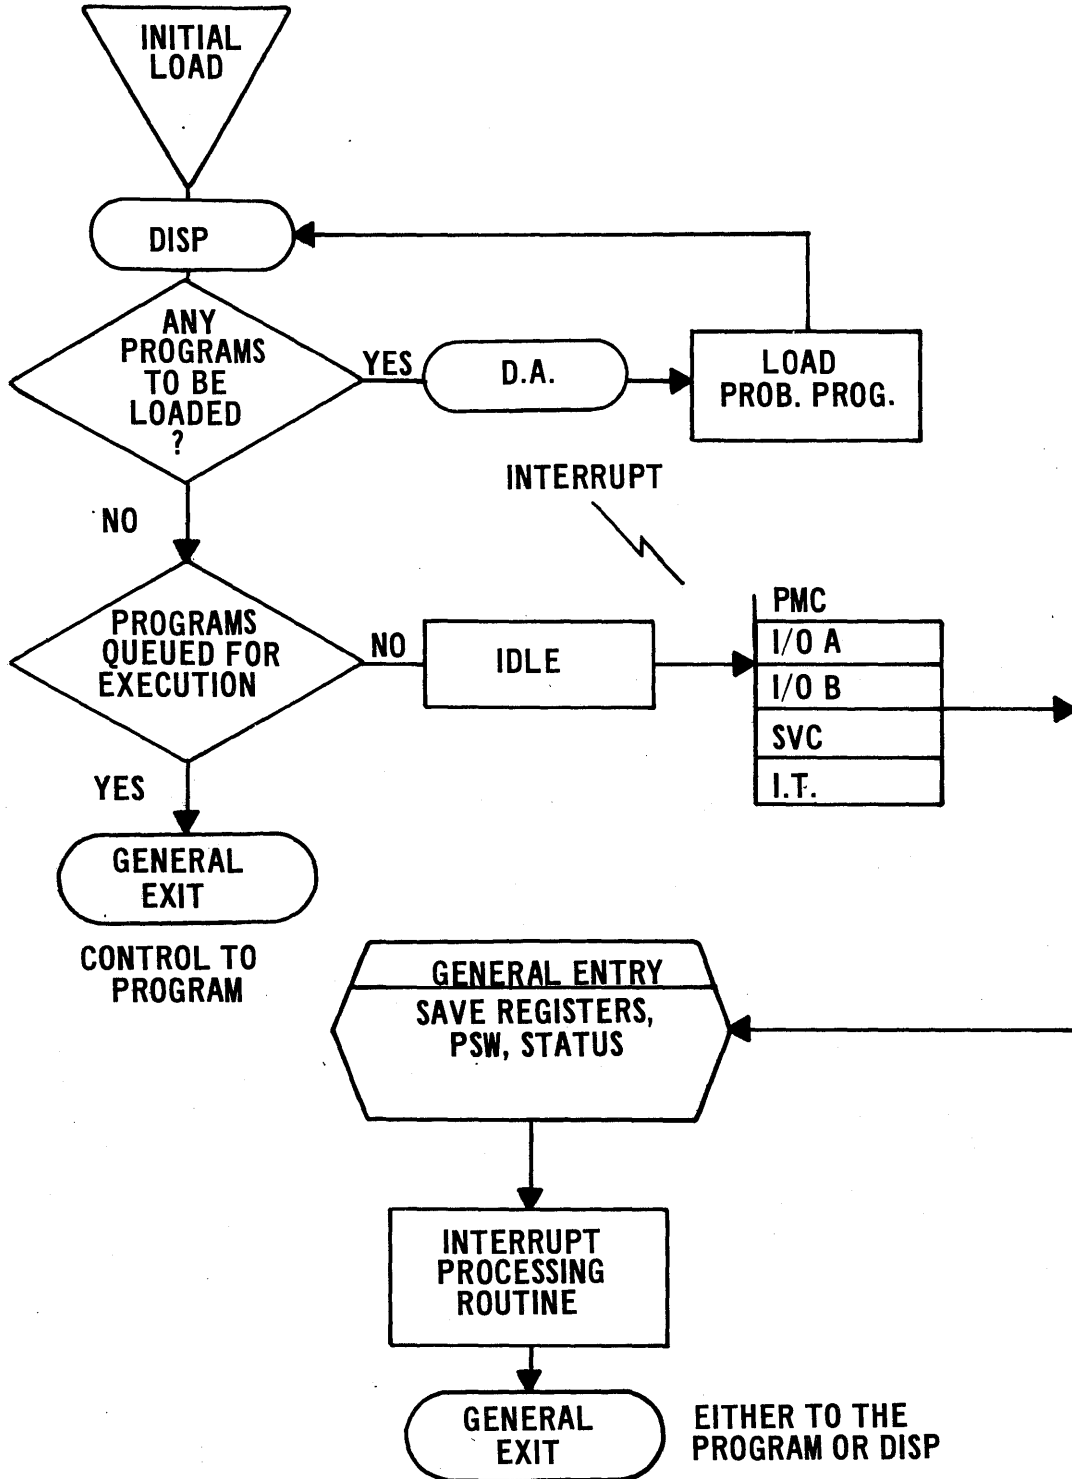 INITIAL
LOAD
DISP
ANY
PROGRAMS
TO BE
LOADED
?
YES
D.A.
LOAD
PROB. PROG.
NO
INTERRUPT
PROGRAMS
QUEUED FOR
EXECUTION
NO
IDLE
PMC
I/O A
I/O B
SVC
I.T.
YES
GENERAL
EXIT
CONTROL TO
PROGRAM
GENERAL ENTRY
SAVE REGISTERS,
PSW, STATUS
INTERRUPT
PROCESSING
ROUTINE
GENERAL
EXIT
EITHER TO THE
PROGRAM OR DISP